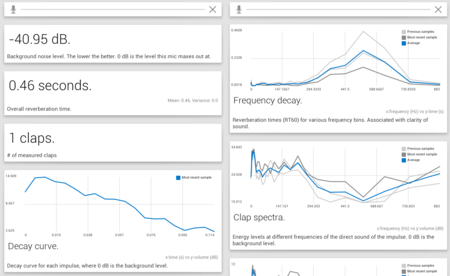 -40.95 dB.
Background noise level. The lower the better. 0 dB is the level this mic maxes out at.
0.46 seconds.
Mean: 0.46, Variance: 0.0
Overall reverberation time.
1 claps.
# of measured claps
Most recent sample
Decay curve.
x:time (s) vs y:volume (dB)
Decay curve for each impulse, where 0 dB is the background level.
Previous samples
Most recent sample
Average
Frequency decay.
x:frequency (Hz) vs y:time (s)
Reverberation times (RT60) for various frequency bins. Associated with clarity of
sound.
Previous samples
Most recent sample
Average
Clap spectra.
x:frequency (Hz) vs y:volume (dB)
Energy levels at different frequencies of the direct sound of the impulse. 0 dB is the
background level.
Previous samples
Most recent sample